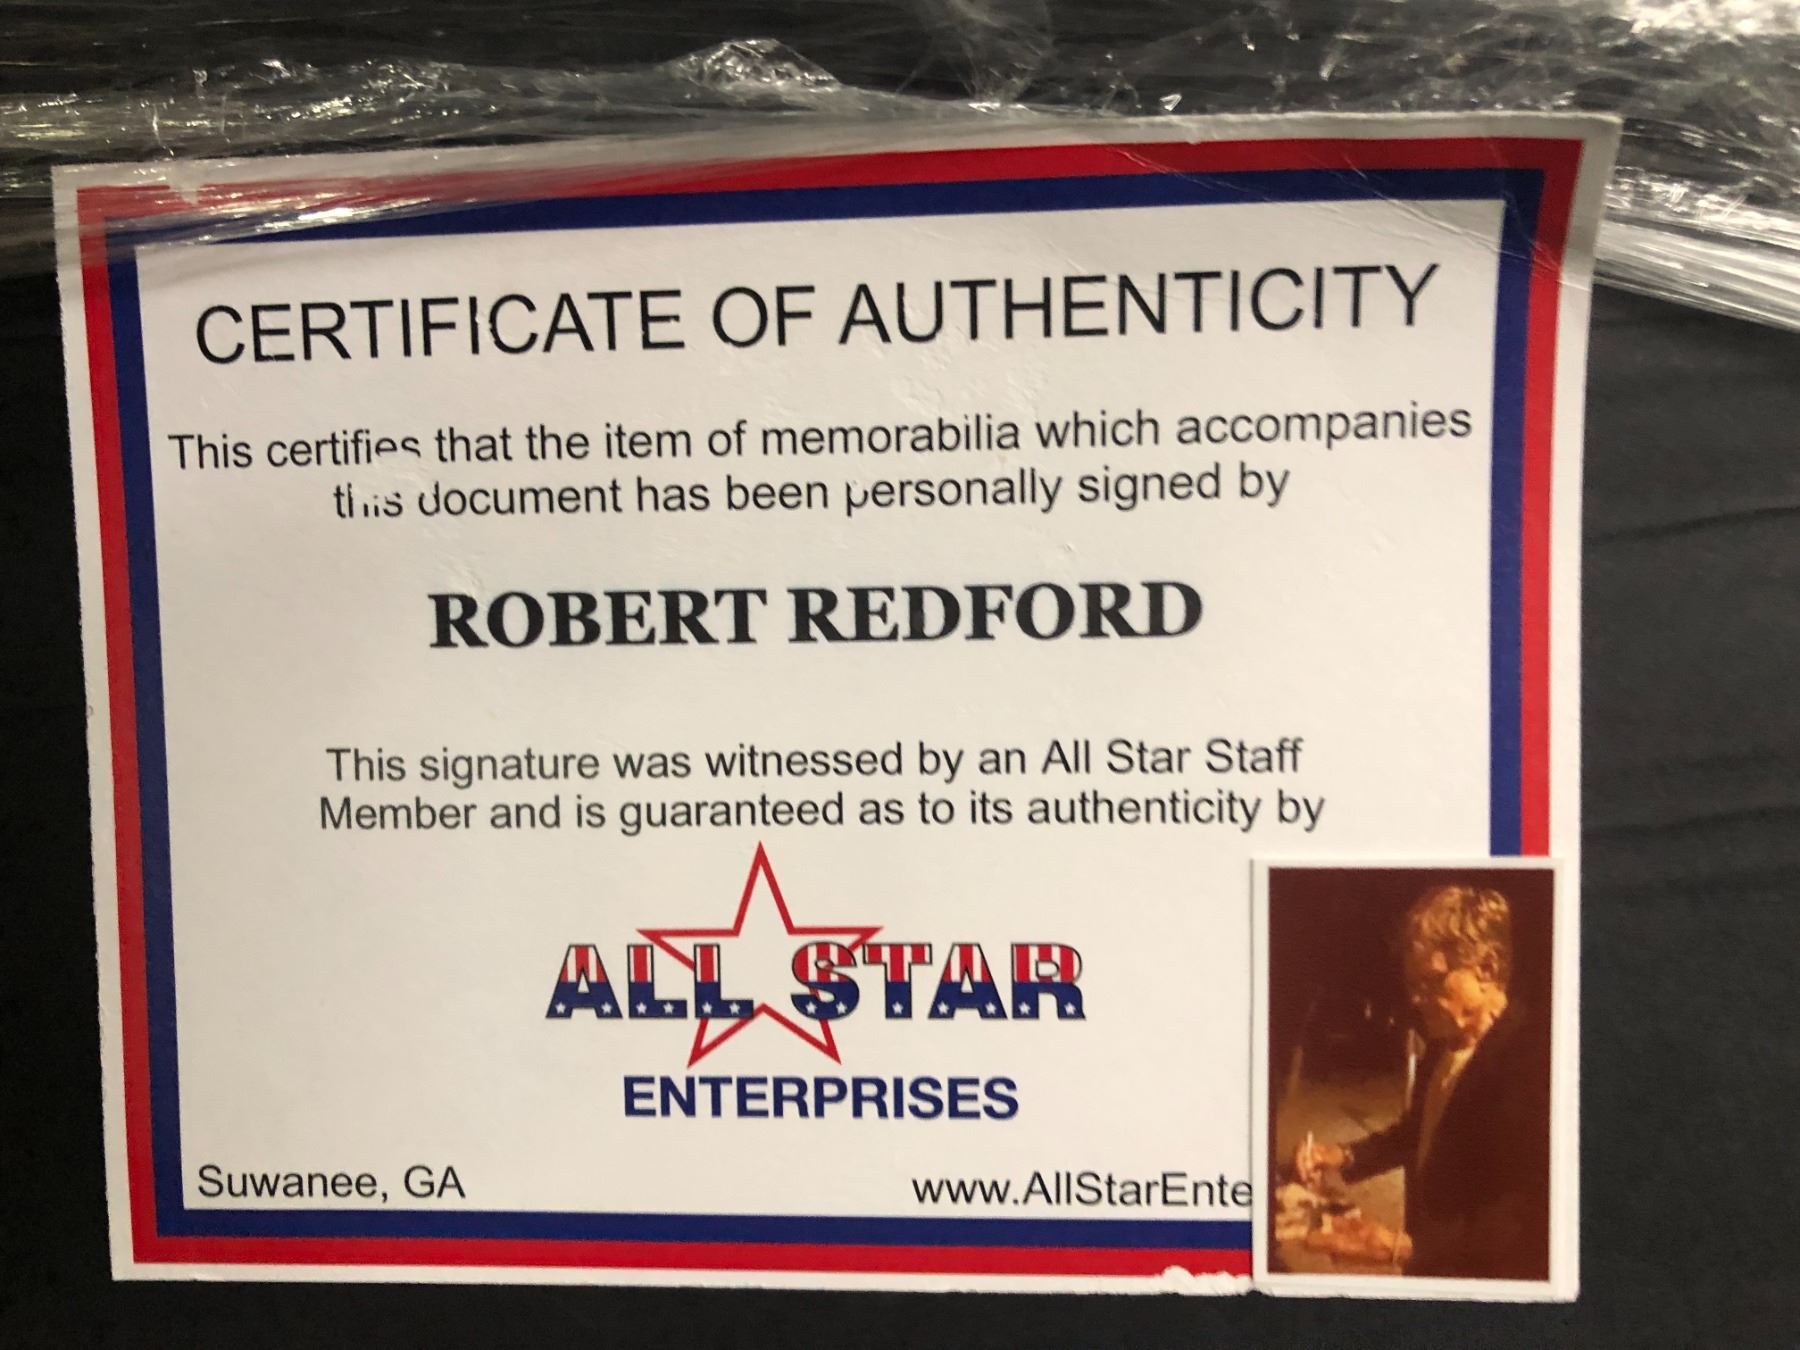 CERTIFICATE OF AUTHENTICITY
This certifies that the item of memorabilia which accompanies
this document has been personally signed by
ROBERT REDFORD
This signature was witnessed by an All Star Staff
Member and is guaranteed as to its authenticity by
ALL STAR
ENTERPRISES
Suwanee, GA
www.AllStarEnte